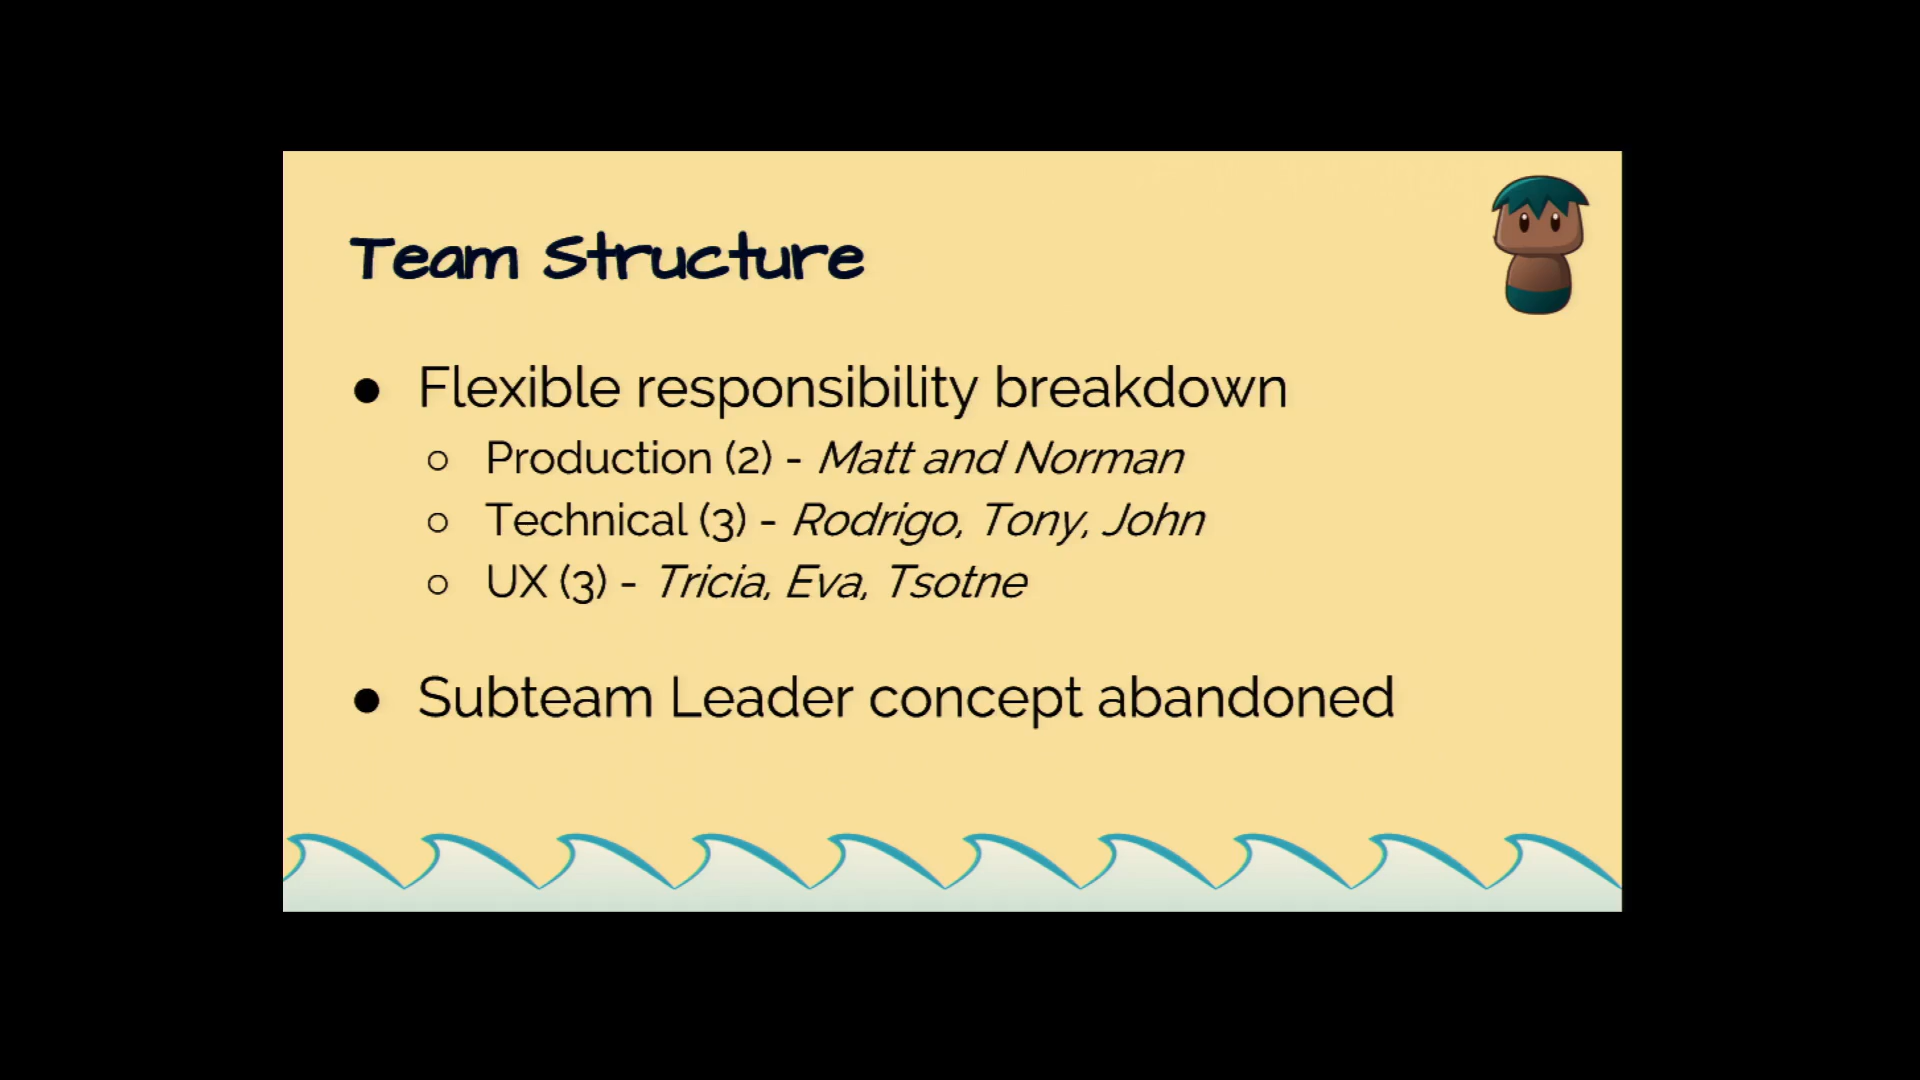 Team Structure
● Flexible responsibility breakdown
○ Production (2) - Matt and Norman
○ Technical (3) - Rodrigo, Tony, John
○ UX (3) - Tricia, Eva, Tsotne
● Subteam Leader concept abandoned